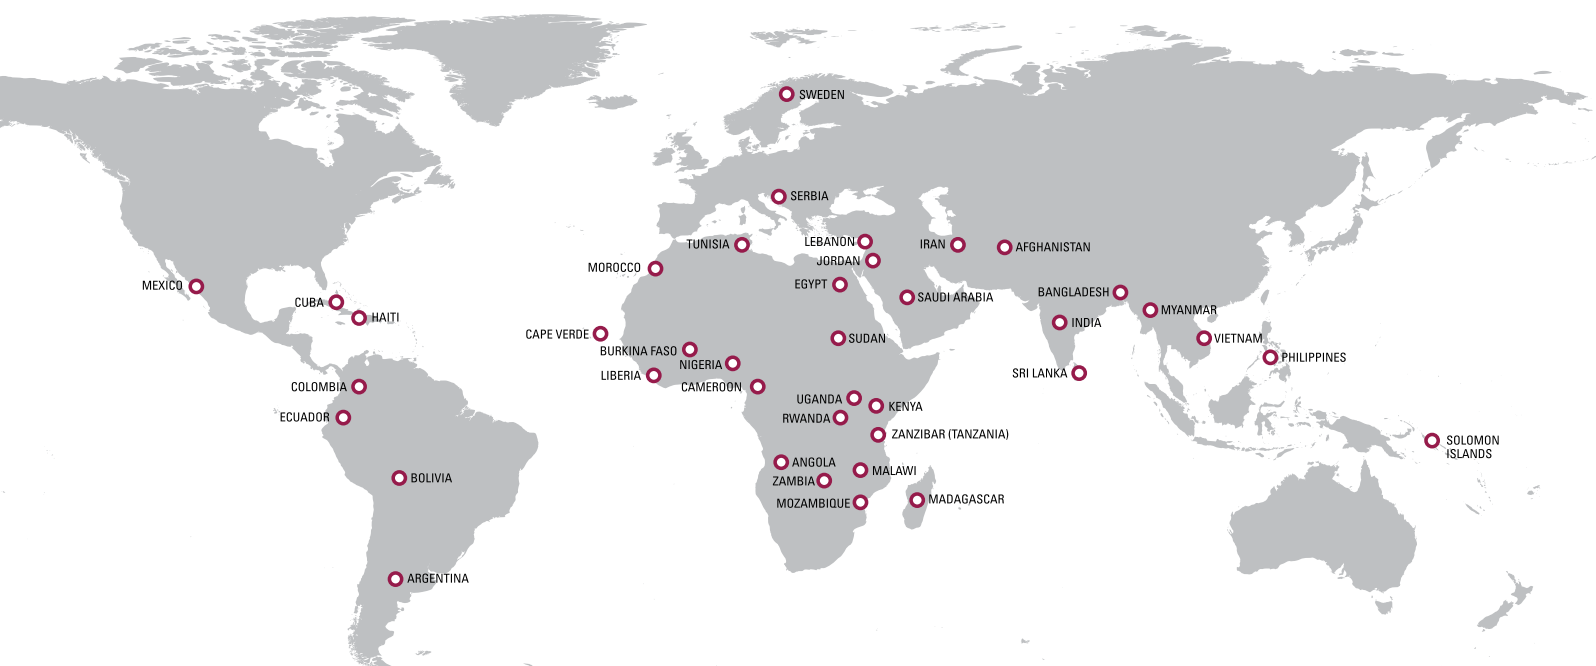 SWEDEN
SERBIA
TUNISIA
LEBANON
IRAN
AFGHANISTAN
JORDAN
MOROCCO
EGYPT
MEXICO
SAUDI ARABIA
BANGLADESH
CUBA
MYANMAR
HAITI
INDIA
CAPE VERDE
SUDAN
VIETNAM
BURKINA FASO
PHILIPPINES
NIGERIA
LIBERIA
SRI LANKA
COLOMBIA
CAMEROON
UGANDA
KENYA
ECUADOR
RWANDA
ZANZIBAR (TANZANIA)
SOLOMON
ISLANDS
ANGOLA
MALAWI
BOLIVIA
ZAMBIA
MOZAMBIQUE
MADAGASCAR
ARGENTINA